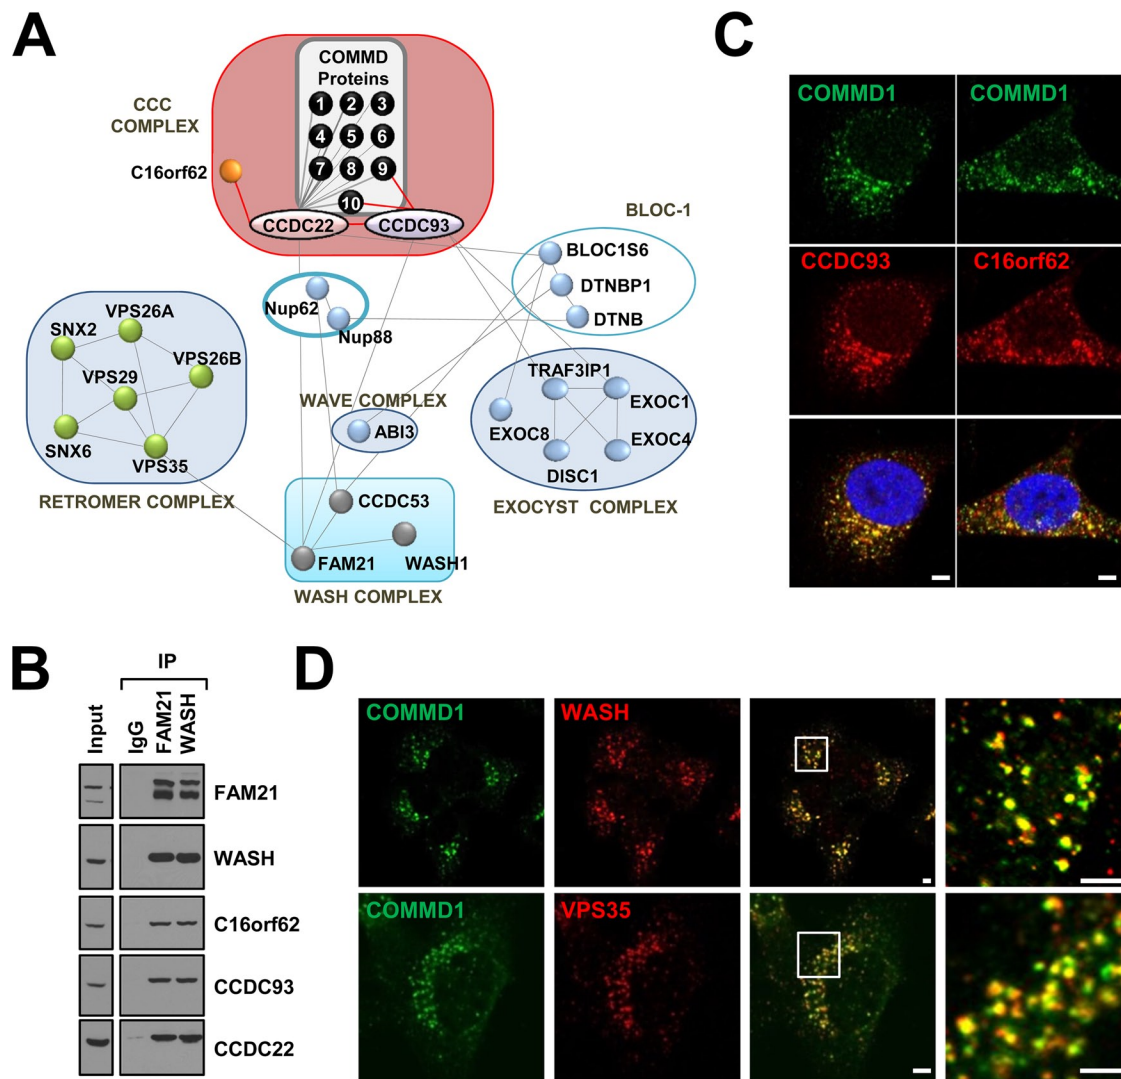 A
COMMD
Proteins
1 2 3
4 5 6
7 8 9
10
CCC
COMPLEX
C16orf62
CCDC22
CCDC93
BLOC-1
BLOC1S6
DTNBP1
DTNB
Nup62
Nup88
VPS26A
SNX2
VPS26B
VPS29
SNX6
VPS35
RETROMER COMPLEX
WAVE COMPLEX
ABI3
TRAF3IP1
EXOC1
EXOC8
EXOC4
DISC1
EXOCYST COMPLEX
CCDC53
FAM21
WASH1
WASH COMPLEX
B
IP
Input
IgG
FAM21
WASH
FAM21
WASH
C16orf62
CCDC93
CCDC22
C
COMMD1
COMMD1
CCDC93
C16orf62
D
COMMD1
WASH
COMMD1
VPS35